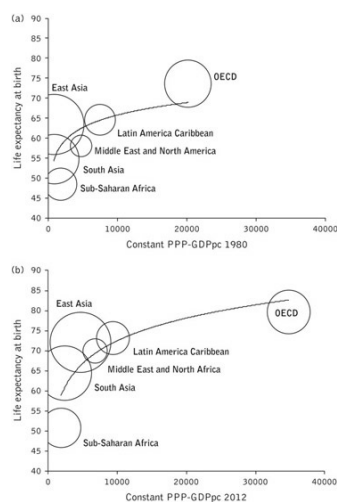 (a)
90
85
80
75
70
65
60
55
50
45
40
Life expectancy at birth
East Asia
OECD
Latin America Caribbean
Middle East and North America
South Asia
Sub-Saharan Africa
0 10000 20000 30000 40000
Constant PPP-GDPpc 1980
(b)
90
85
80
75
70
65
60
55
50
45
40
Life expectancy at birth
East Asia
OECD
Latin America Caribbean
Middle East and North Africa
South Asia
Sub-Saharan Africa
0 10000 20000 30000 40000
Constant PPP-GDPpc 2012